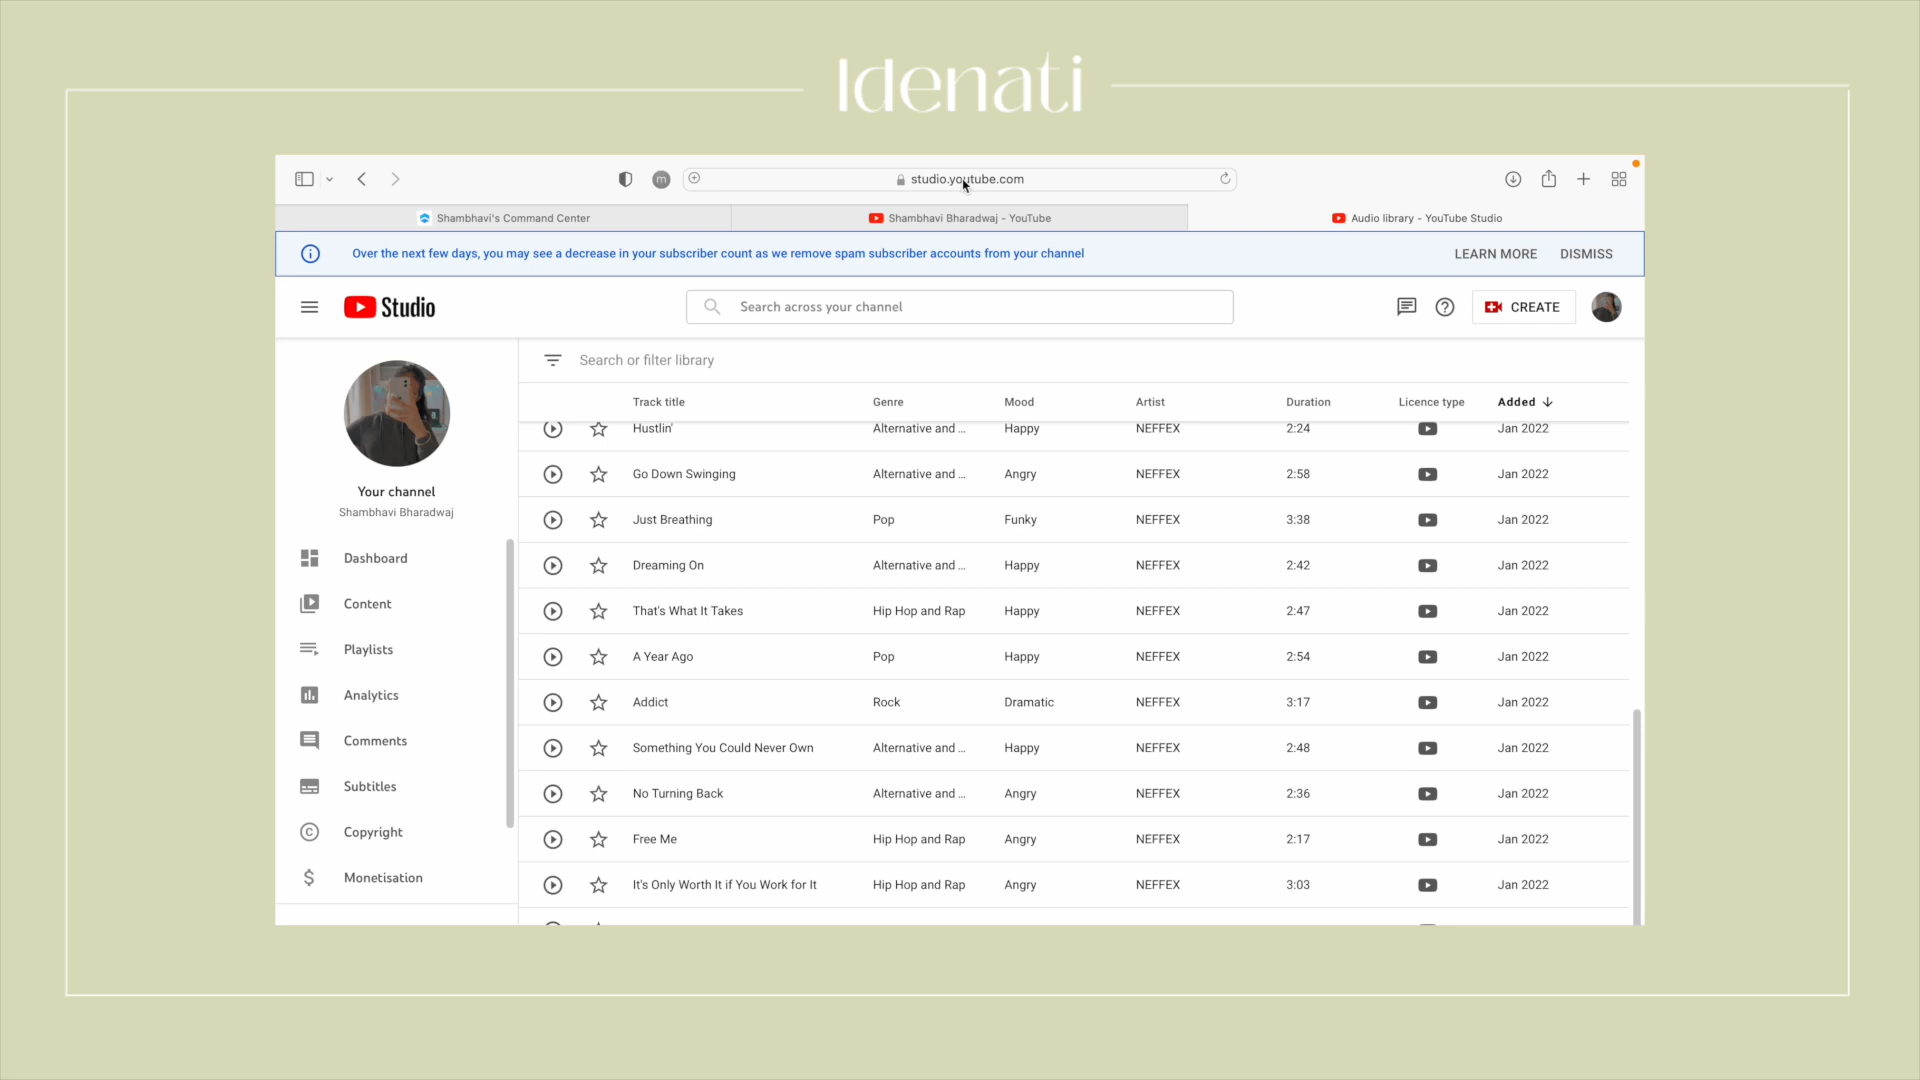 Idenati
m
studio.youtube.com
Shambhavi's Command Center
Shambhavi Bharadwaj - YouTube
Audio library - YouTube Studio
Over the next few days, you may see a decrease in your subscriber count as we remove spam subscriber accounts from your channel
LEARN MORE
DISMISS
Studio
Search across your channel
CREATE
Your channel
Shambhavi Bharadwaj
Dashboard
Content
Playlists
Analytics
Comments
Subtitles
Copyright
Monetisation
Search or filter library
Track title Genre Mood Artist Duration Licence type Added
Hustlin' Alternative and ... Happy NEFFEX 2:24 Jan 2022
Go Down Swinging Alternative and ... Angry NEFFEX 2:58 Jan 2022
Just Breathing Pop Funky NEFFEX 3:38 Jan 2022
Dreaming On Alternative and ... Happy NEFFEX 2:42 Jan 2022
That's What It Takes Hip Hop and Rap Happy NEFFEX 2:47 Jan 2022
A Year Ago Pop Happy NEFFEX 2:54 Jan 2022
Addict Rock Dramatic NEFFEX 3:17 Jan 2022
Something You Could Never Own Alternative and ... Happy NEFFEX 2:48 Jan 2022
No Turning Back Alternative and ... Angry NEFFEX 2:36 Jan 2022
Free Me Hip Hop and Rap Angry NEFFEX 2:17 Jan 2022
It's Only Worth It if You Work for It Hip Hop and Rap Angry NEFFEX 3:03 Jan 2022